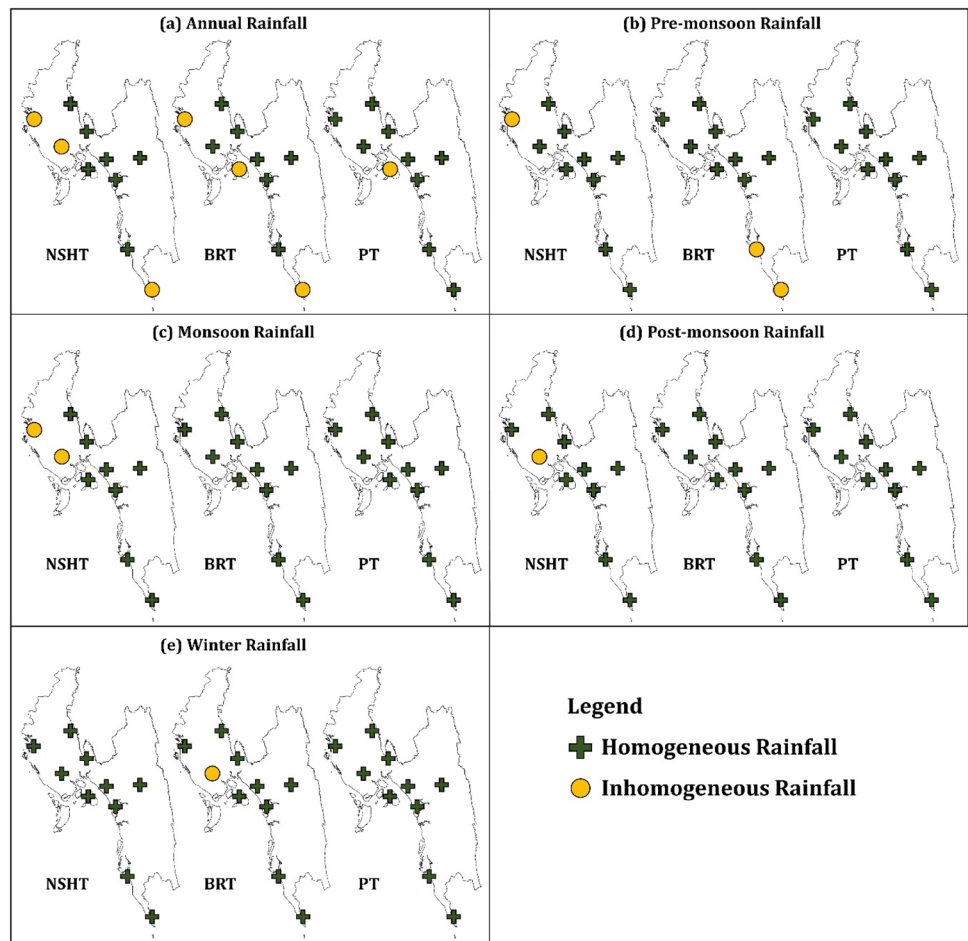 (a) Annual Rainfall
NSHT
BRT
PT
(b) Pre-monsoon Rainfall
NSHT
BRT
PT
(c) Monsoon Rainfall
NSHT
BRT
PT
(d) Post-monsoon Rainfall
NSHT
BRT
PT
(e) Winter Rainfall
NSHT
BRT
PT
Legend
Homogeneous Rainfall
Inhomogeneous Rainfall